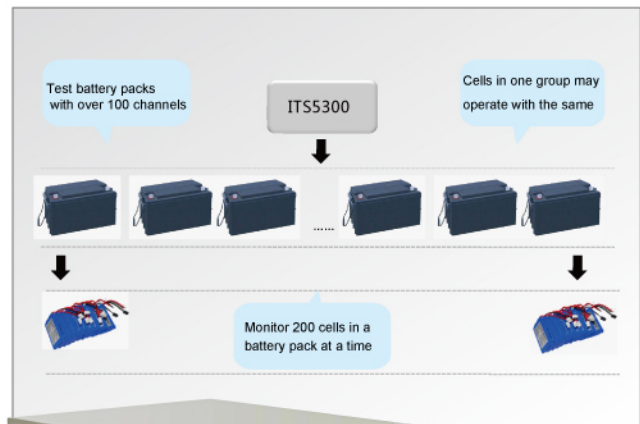 Test battery packs
with over 100 channels
ITS5300
Cells in one group may
operate with the same
......
Monitor 200 cells in a
battery pack at a time